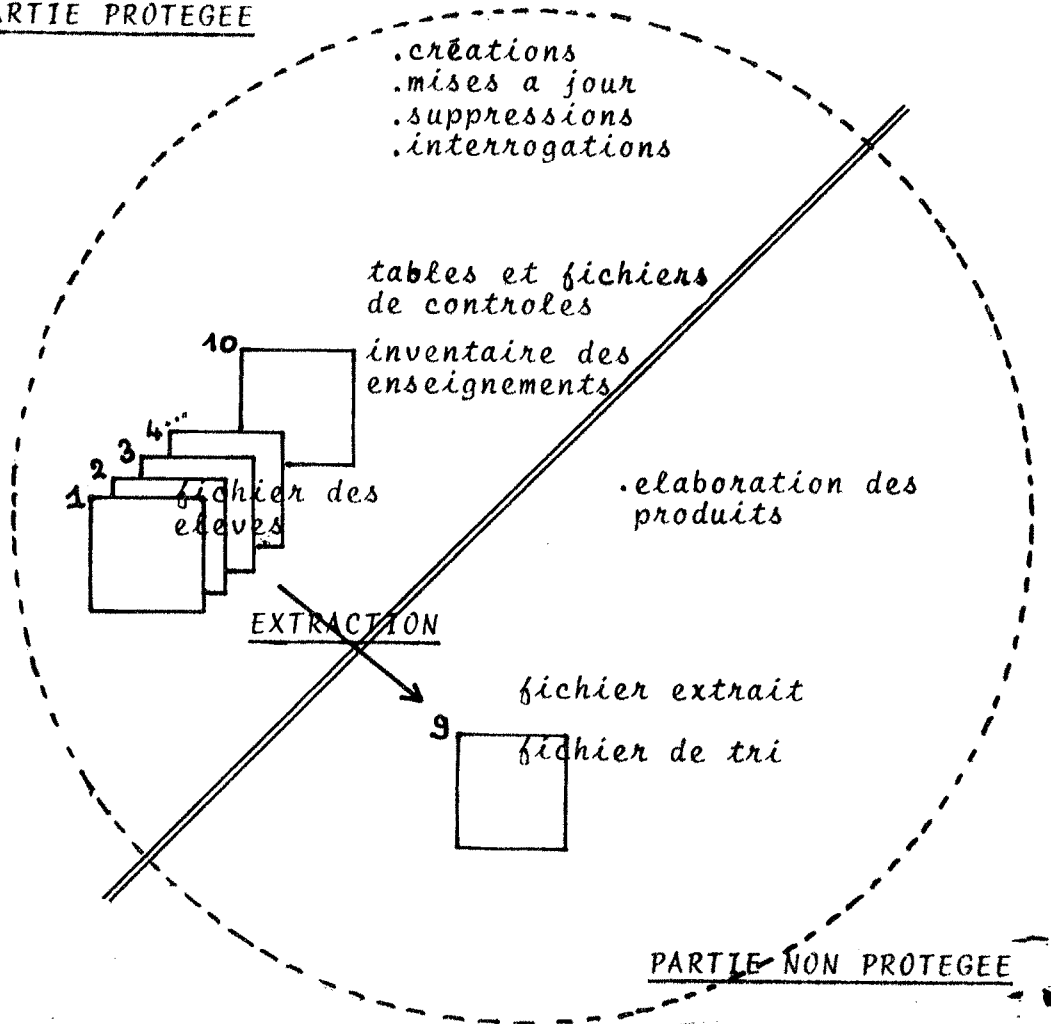 ARTIE PROTEGEE
.créations
.mises a jour
.suppressions
.interrogations
tables et fichiers
de controles
10
inventaire des
enseignements
4...
3
2
1
fichier des
eleves
.elaboration des
produits
EXTRACTION
fichier extrait
9
fichier de tri
PARTIE NON PROTEGEE